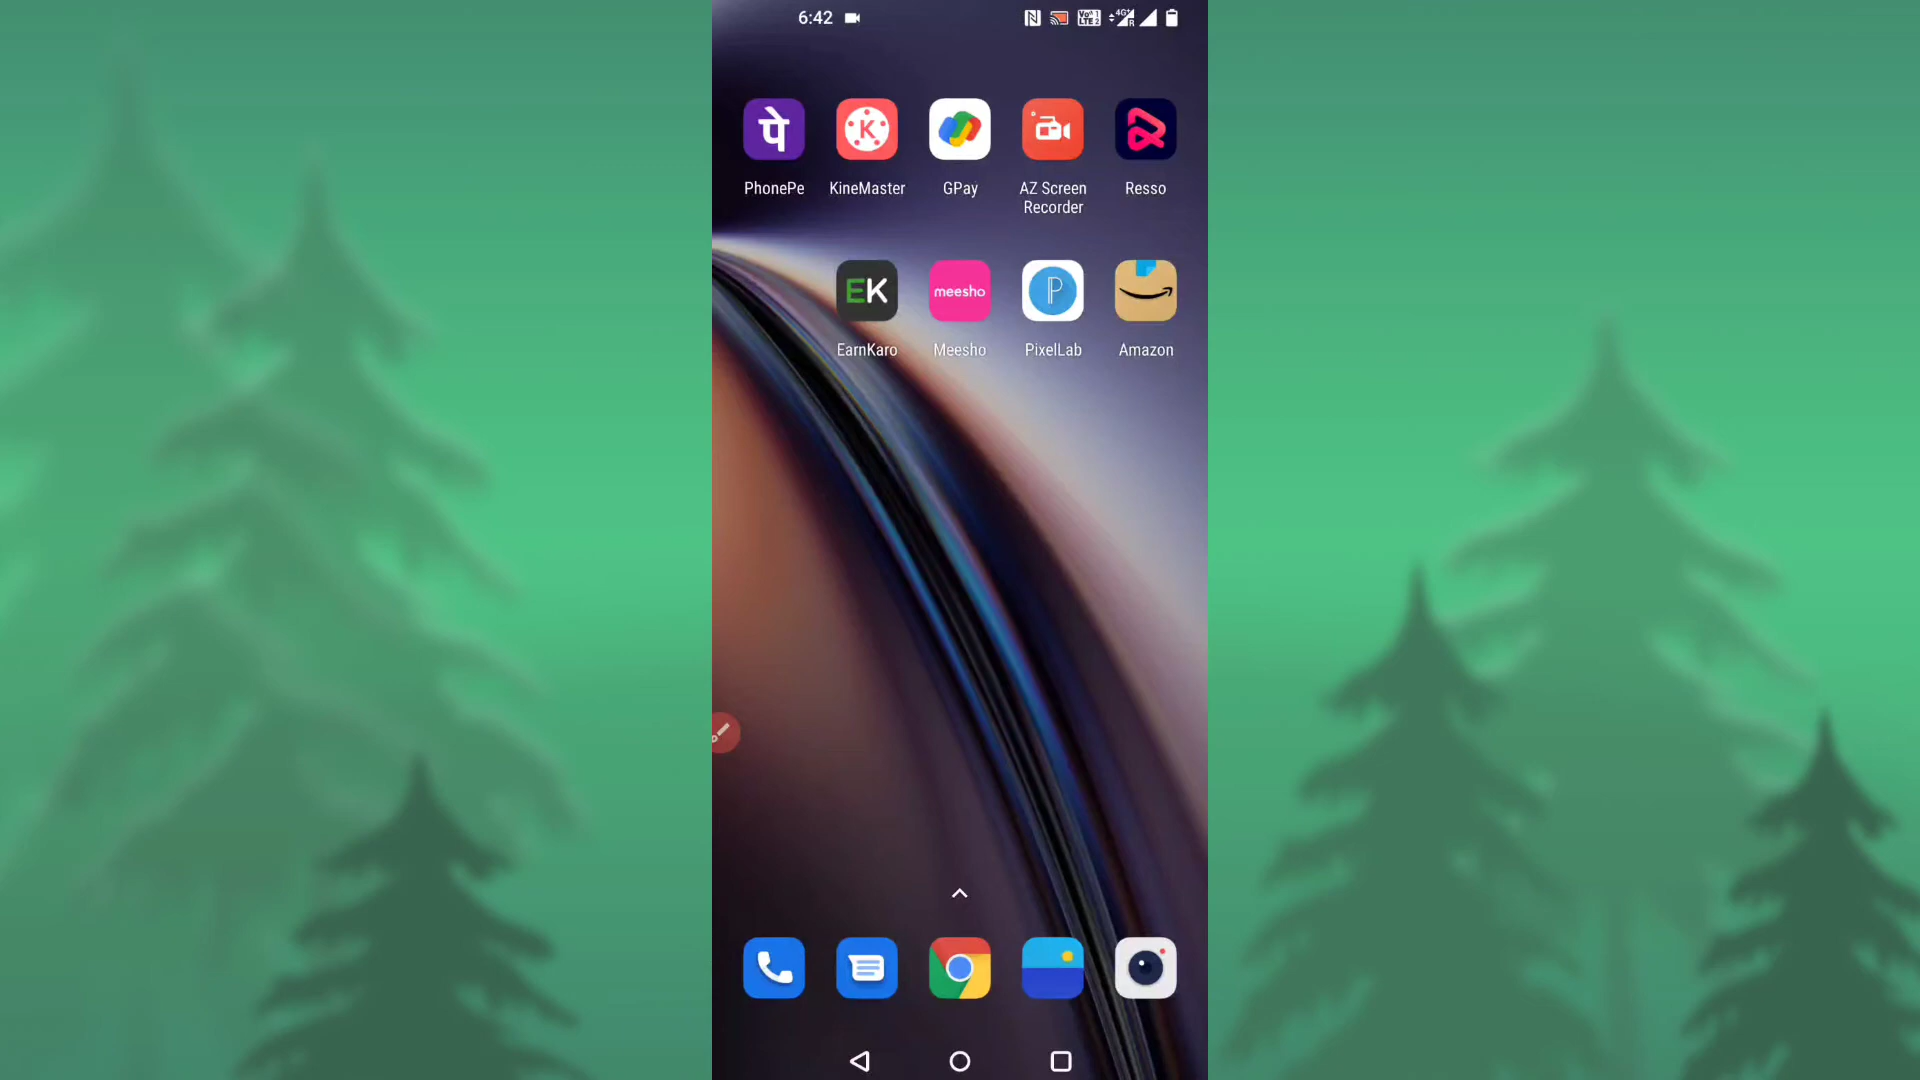 6:42
पे
K
PhonePe
KineMaster
GPay
AZ Screen
Recorder
Resso
EK
meesho
P
EarnKaro
Meesho
PixelLab
Amazon